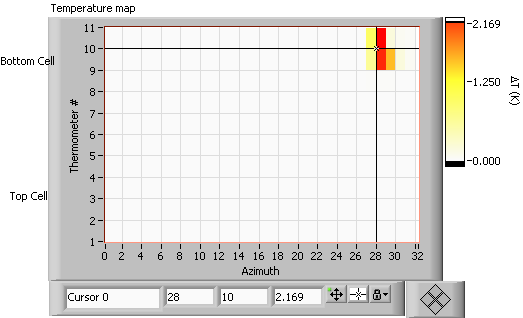 Temperature map
Bottom Cell
Top Cell
Thermometer #
11
10
9
8
7
6
5
4
3
2
1
0 2 4 6 8 10 12 14 16 18 20 22 24 26 28 30 32
Azimuth
2.169
1.250
0.000
ΔT (K)
Cursor 0 28 10 2.169